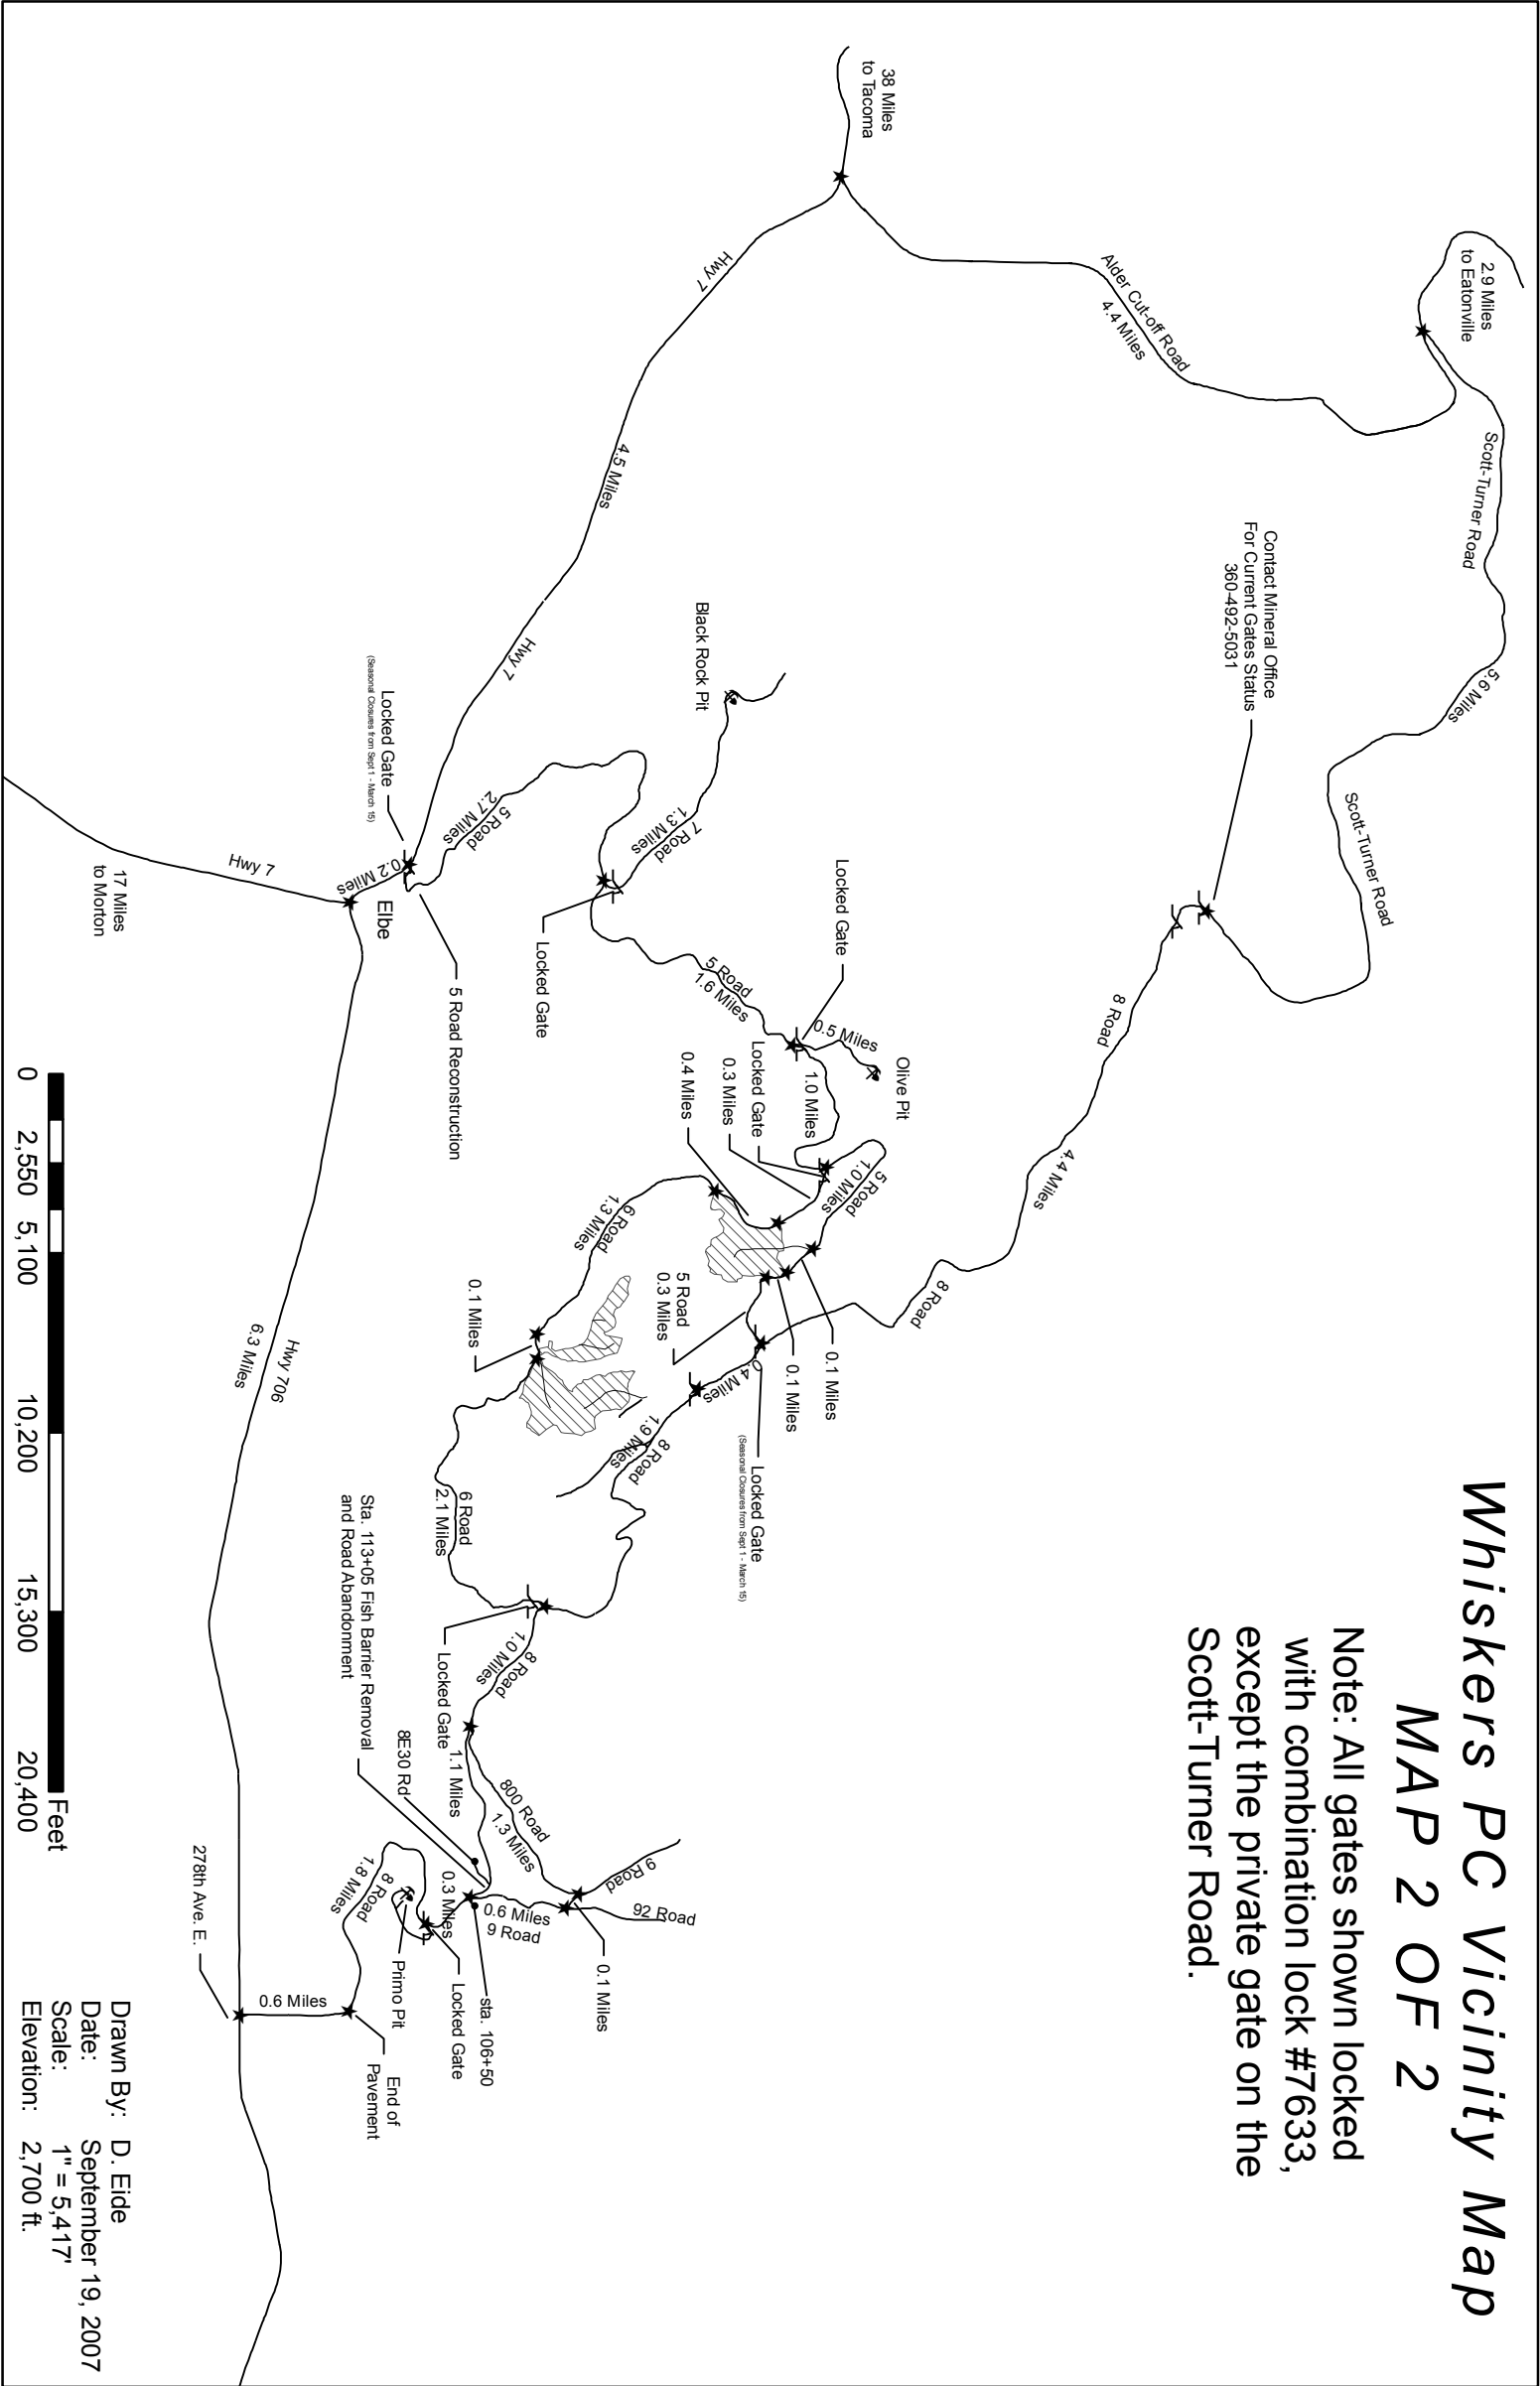 Whiskers PC Vicinity Map
MAP 2 OF 2
Note: All gates shown locked
with combination lock #7633,
except the private gate on the
Scott-Turner Road.
2.9 Miles
to Eatonville
Scott-Turner Road
5.6 Miles
Scott-Turner Road
38 Miles
to Tacoma
Alder Cut-off Road
4.4 Miles
Contact Mineral Office
For Current Gates Status
360-492-5031
8 Road
4.4 Miles
8 Road
Hwy 7
4.5 Miles
Hwy 7
Black Rock Pit
7 Road
1.3 Miles
Locked Gate
Locked Gate
(Seasonal Closures from Sept 1 - March 15)
5 Road
2.7 Miles
0.2 Miles
Elbe
5 Road Reconstruction
Hwy 7
17 Miles
to Morton
Locked Gate
5 Road
1.6 Miles
0.5 Miles
Olive Pit
1.0 Miles
Locked Gate
0.3 Miles
0.4 Miles
5 Road
1.0 Miles
0.1 Miles
0.1 Miles
5 Road
0.3 Miles
0.4 Miles
Locked Gate
(Seasonal Closures from Sept 1 - March 15)
6 Road
1.3 Miles
0.1 Miles
8 Road
1.9 Miles
6 Road
2.1 Miles
Locked Gate
8 Road
1.0 Miles
Sta. 113+05 Fish Barrier Removal
and Road Abandonment
8E30 Rd
1.1 Miles
800 Road
1.3 Miles
9 Road
92 Road
0.1 Miles
0.6 Miles
9 Road
sta. 106+50
0.3 Miles
Locked Gate
Primo Pit
8 Road
1.8 Miles
End of
Pavement
0.6 Miles
278th Ave. E.
Hwy 706
6.3 Miles
0 2,550 5,100 10,200 15,300 20,400
Feet
Drawn By: D. Eide
Date: September 19, 2007
Scale: 1" = 5,417'
Elevation: 2,700 ft.